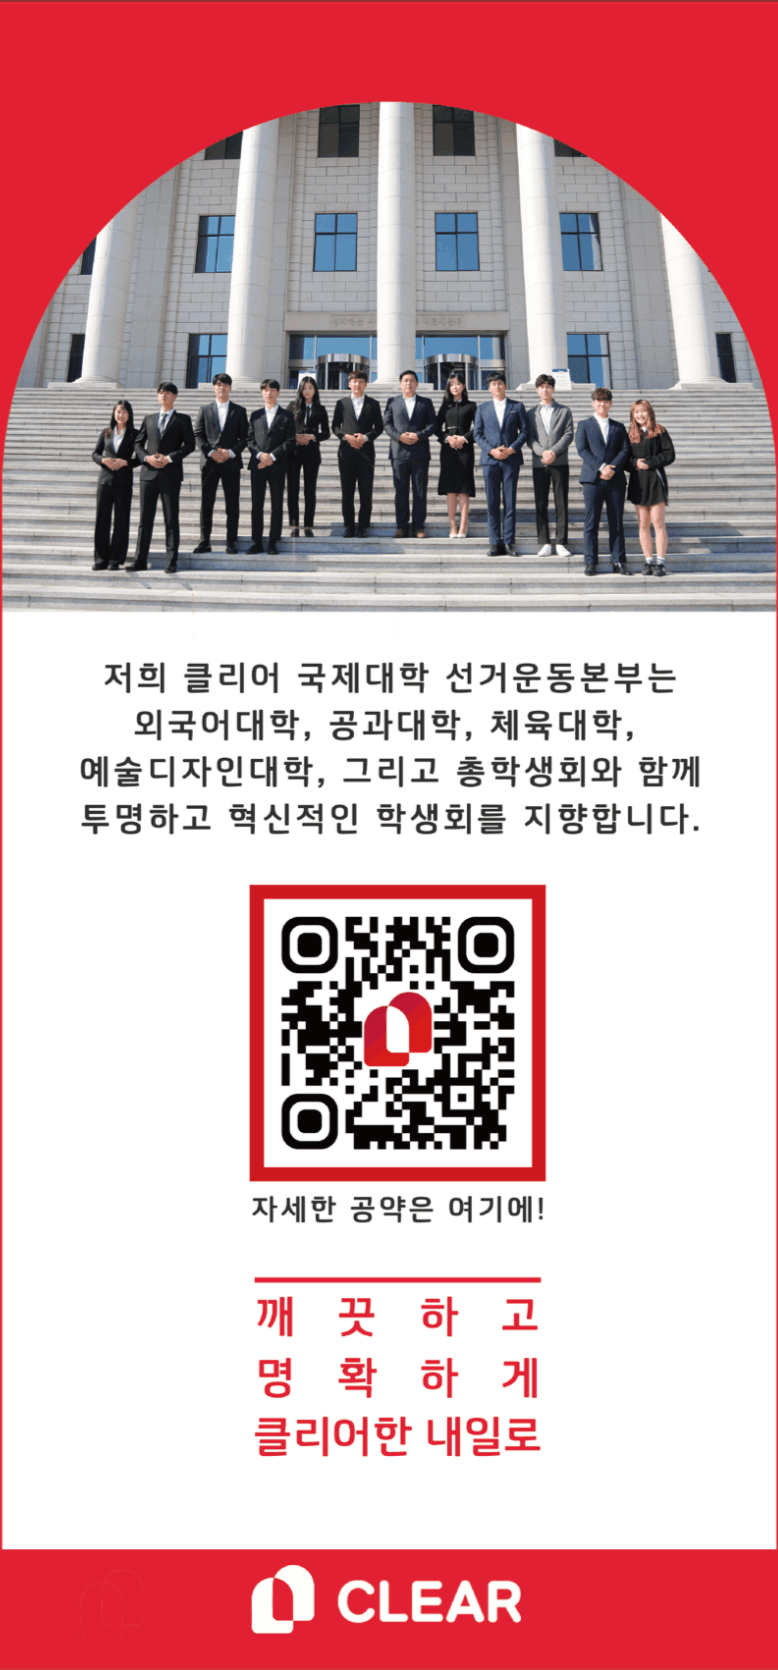 저희 클리어 국제대학 선거운동본부는
외국어대학, 공과대학, 체육대학,
예술디자인대학, 그리고 총학생회와 함께
투명하고 혁신적인 학생회를 지향합니다.
자세한 공약은 여기에!
깨 끗 하 고
명 확 하 게
클리어한 내일로
CLEAR